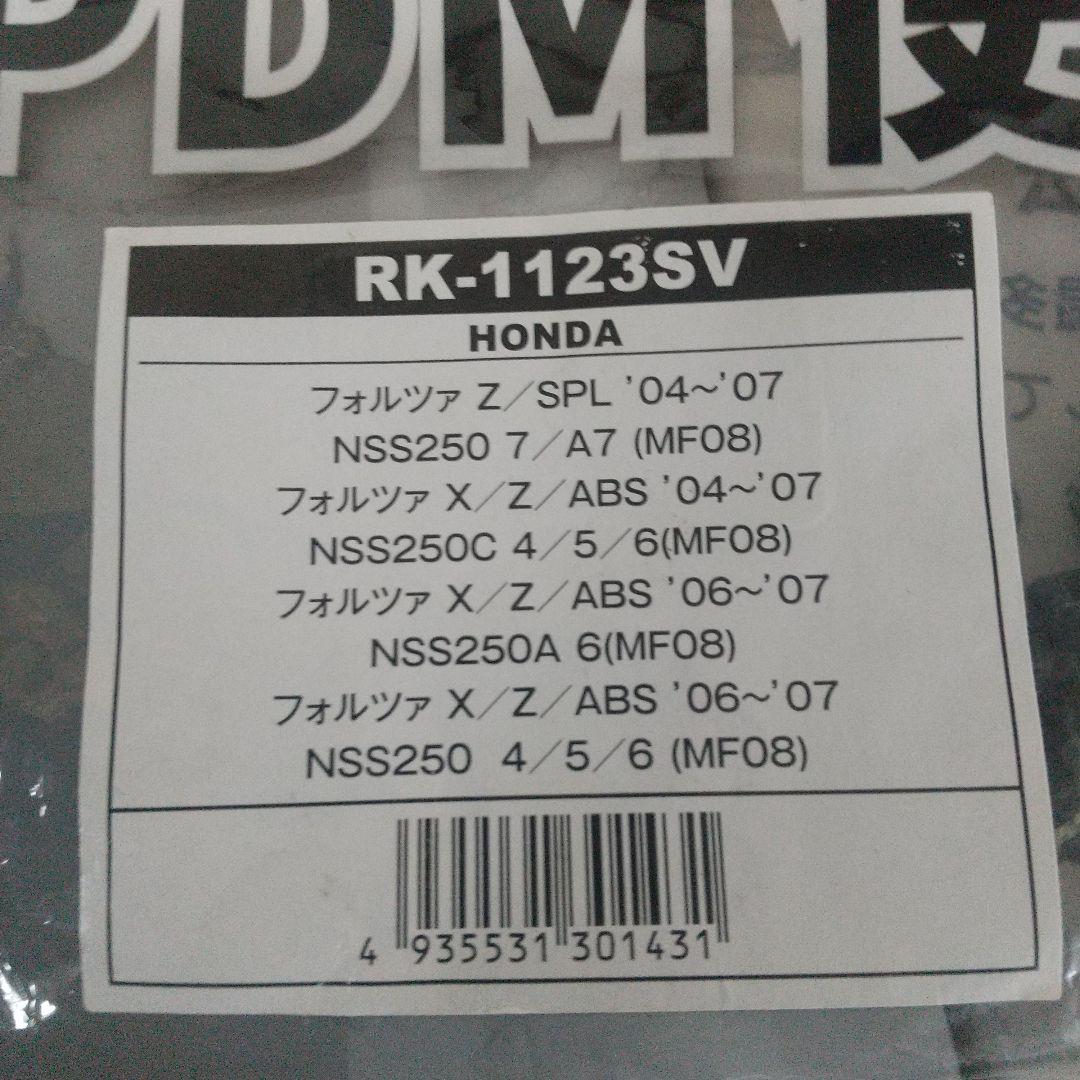 PDM
RK-1123SV
HONDA
フォルツァ Z／SPL ’04〜’07
NSS250 7／A7 (MF08)
フォルツァ X／Z／ABS ’04〜’07
NSS250C 4／5／6(MF08)
フォルツァ X／Z／ABS ’06〜’07
NSS250A 6(MF08)
フォルツァ X／Z／ABS ’06〜’07
NSS250 4／5／6 (MF08)
4 935531 301431